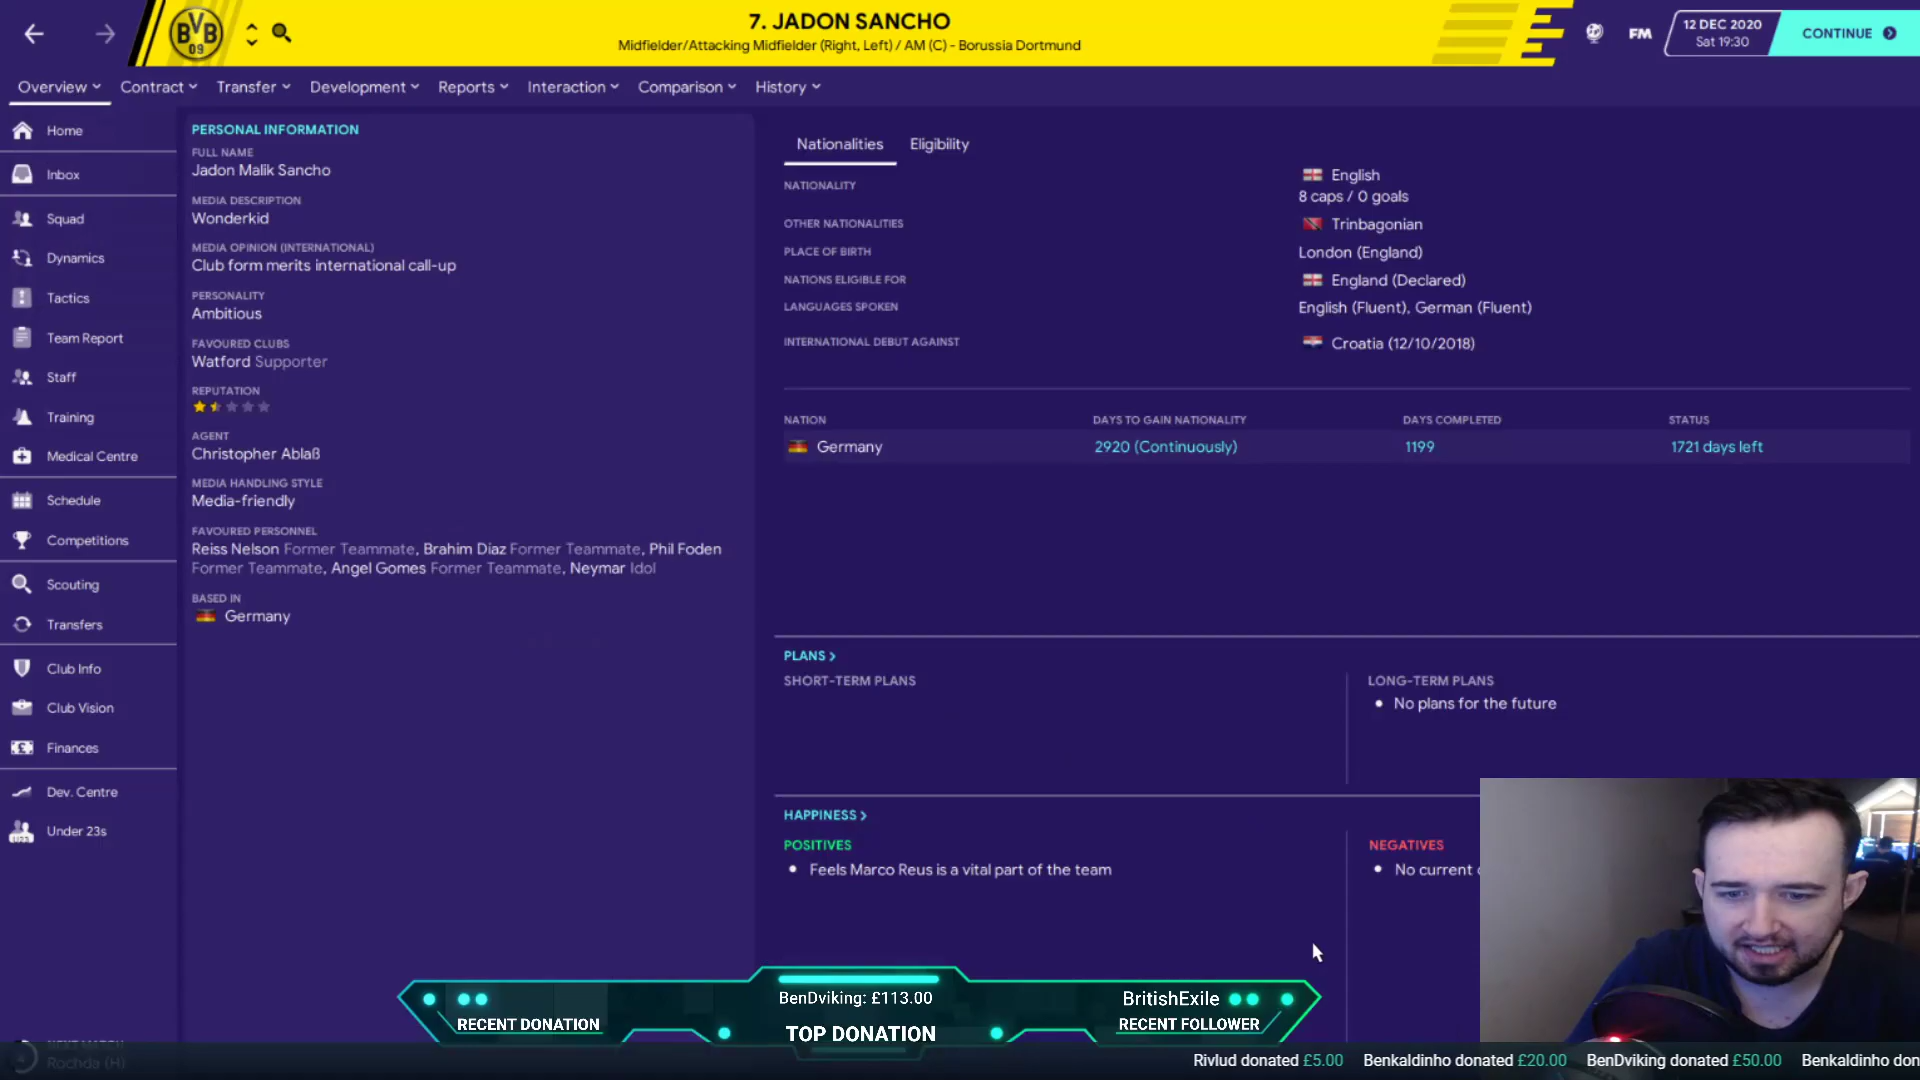 BVB
09
7. JADON SANCHO
Midfielder/Attacking Midfielder (Right, Left) / AM (C) - Borussia Dortmund
FM
12 DEC 2020
Sat 19:30
CONTINUE
Overview
Contract
Transfer
Development
Reports
Interaction
Comparison
History
Home
Inbox
Squad
Dynamics
Tactics
Team Report
Staff
Training
Medical Centre
Schedule
Competitions
Scouting
Transfers
Club Info
Club Vision
Finances
Dev. Centre
Under 23s
PERSONAL INFORMATION
FULL NAME
Jadon Malik Sancho
MEDIA DESCRIPTION
Wonderkid
MEDIA OPINION (INTERNATIONAL)
Club form merits international call-up
PERSONALITY
Ambitious
FAVOURED CLUBS
Watford Supporter
REPUTATION
AGENT
Christopher Ablaß
MEDIA HANDLING STYLE
Media-friendly
FAVOURED PERSONNEL
Reiss Nelson Former Teammate, Brahim Diaz Former Teammate, Phil Foden
Former Teammate, Angel Gomes Former Teammate, Neymar Idol
BASED IN
Germany
Nationalities
Eligibility
NATIONALITY
English
8 caps / 0 goals
OTHER NATIONALITIES
Trinbagonian
PLACE OF BIRTH
London (England)
NATIONS ELIGIBLE FOR
England (Declared)
LANGUAGES SPOKEN
English (Fluent), German (Fluent)
INTERNATIONAL DEBUT AGAINST
Croatia (12/10/2018)
NATION
DAYS TO GAIN NATIONALITY
DAYS COMPLETED
STATUS
Germany
2920 (Continuously)
1199
1721 days left
PLANS >
SHORT-TERM PLANS
LONG-TERM PLANS
• No plans for the future
HAPPINESS >
POSITIVES
• Feels Marco Reus is a vital part of the team
NEGATIVES
• No current
RECENT DONATION
BenDviking: £113.00
TOP DONATION
BritishExile
RECENT FOLLOWER
NEXT MATCH
Rochda (H)
Rivlud donated £5.00
Benkaldinho donated £20.00
BenDviking donated £50.00
Benkaldinho don